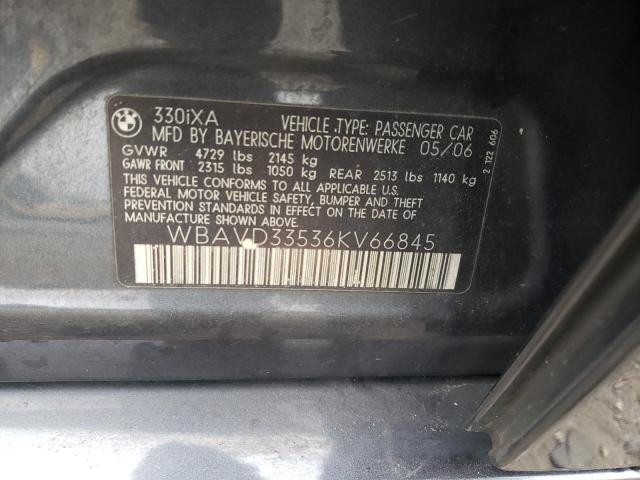 BMW
330iXA VEHICLE TYPE: PASSENGER CAR
MFD BY BAYERISCHE MOTORENWERKE 05/06
GVWR 4729 lbs 2145 kg
GAWR FRONT 2315 lbs 1050 kg REAR 2513 lbs 1140 kg
THIS VEHICLE CONFORMS TO ALL APPLICABLE U.S.
FEDERAL MOTOR VEHICLE SAFETY, BUMPER AND THEFT
PREVENTION STANDARDS IN EFFECT ON THE DATE OF
MANUFACTURE SHOWN ABOVE.
WBAVD33536KV66845
2 122 606